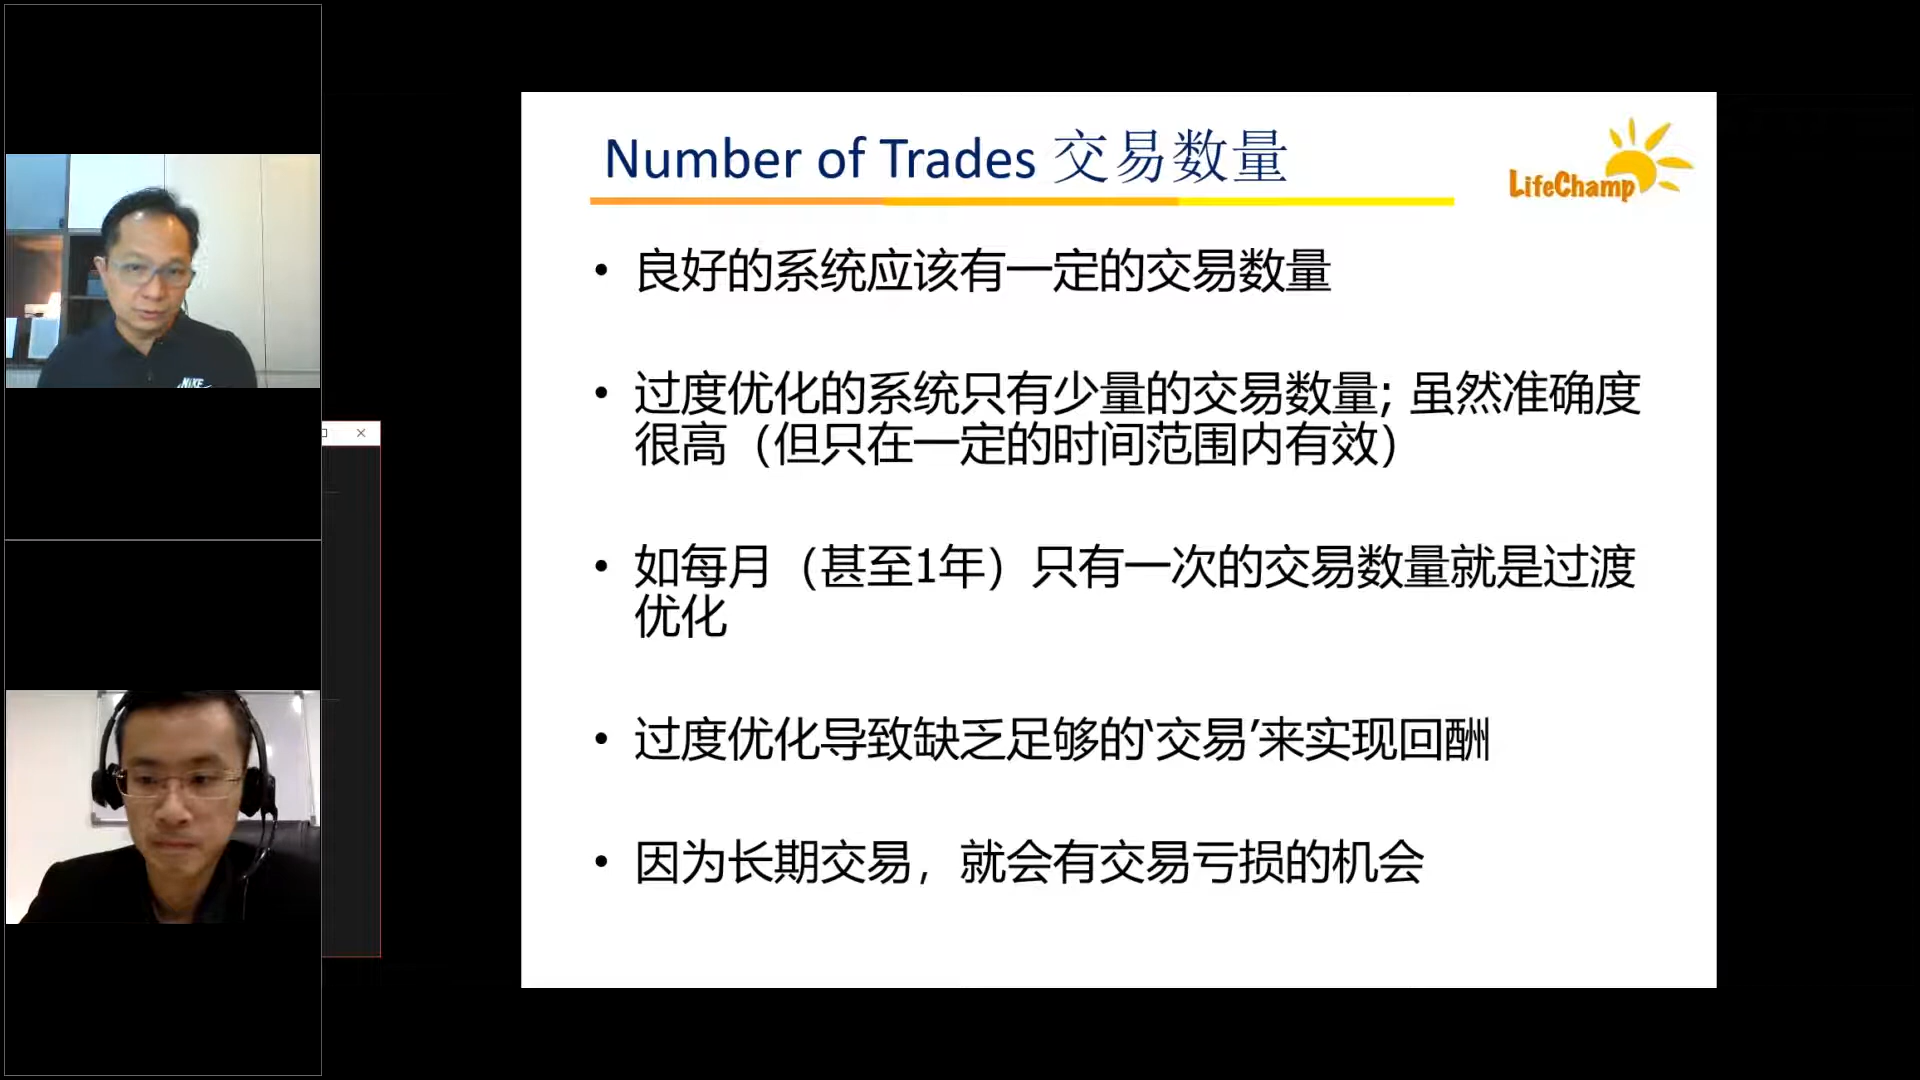 Number of Trades 交易数量
LifeChamp
• 良好的系统应该有一定的交易数量
• 过度优化的系统只有少量的交易数量; 虽然准确度
很高（但只在一定的时间范围内有效）
• 如每月（甚至1年）只有一次的交易数量就是过渡
优化
• 过度优化导致缺乏足够的‘交易’来实现回酬
• 因为长期交易，就会有交易亏损的机会
NIKE